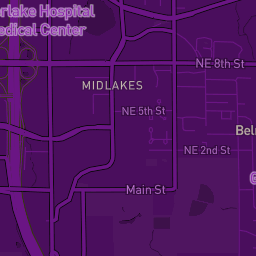 rlake Hospital
edical Center
NE 8th St
MIDLAKES
NE 5th St
Bel
NE 2nd St
Main St